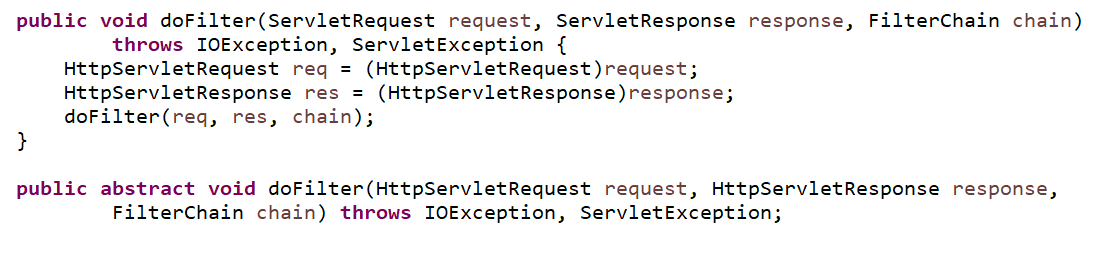 public void doFilter(ServletRequest request, ServletResponse response, FilterChain chain)
        throws IOException, ServletException {
    HttpServletRequest req = (HttpServletRequest)request;
    HttpServletResponse res = (HttpServletResponse)response;
    doFilter(req, res, chain);
}

public abstract void doFilter(HttpServletRequest request, HttpServletResponse response,
        FilterChain chain) throws IOException, ServletException;